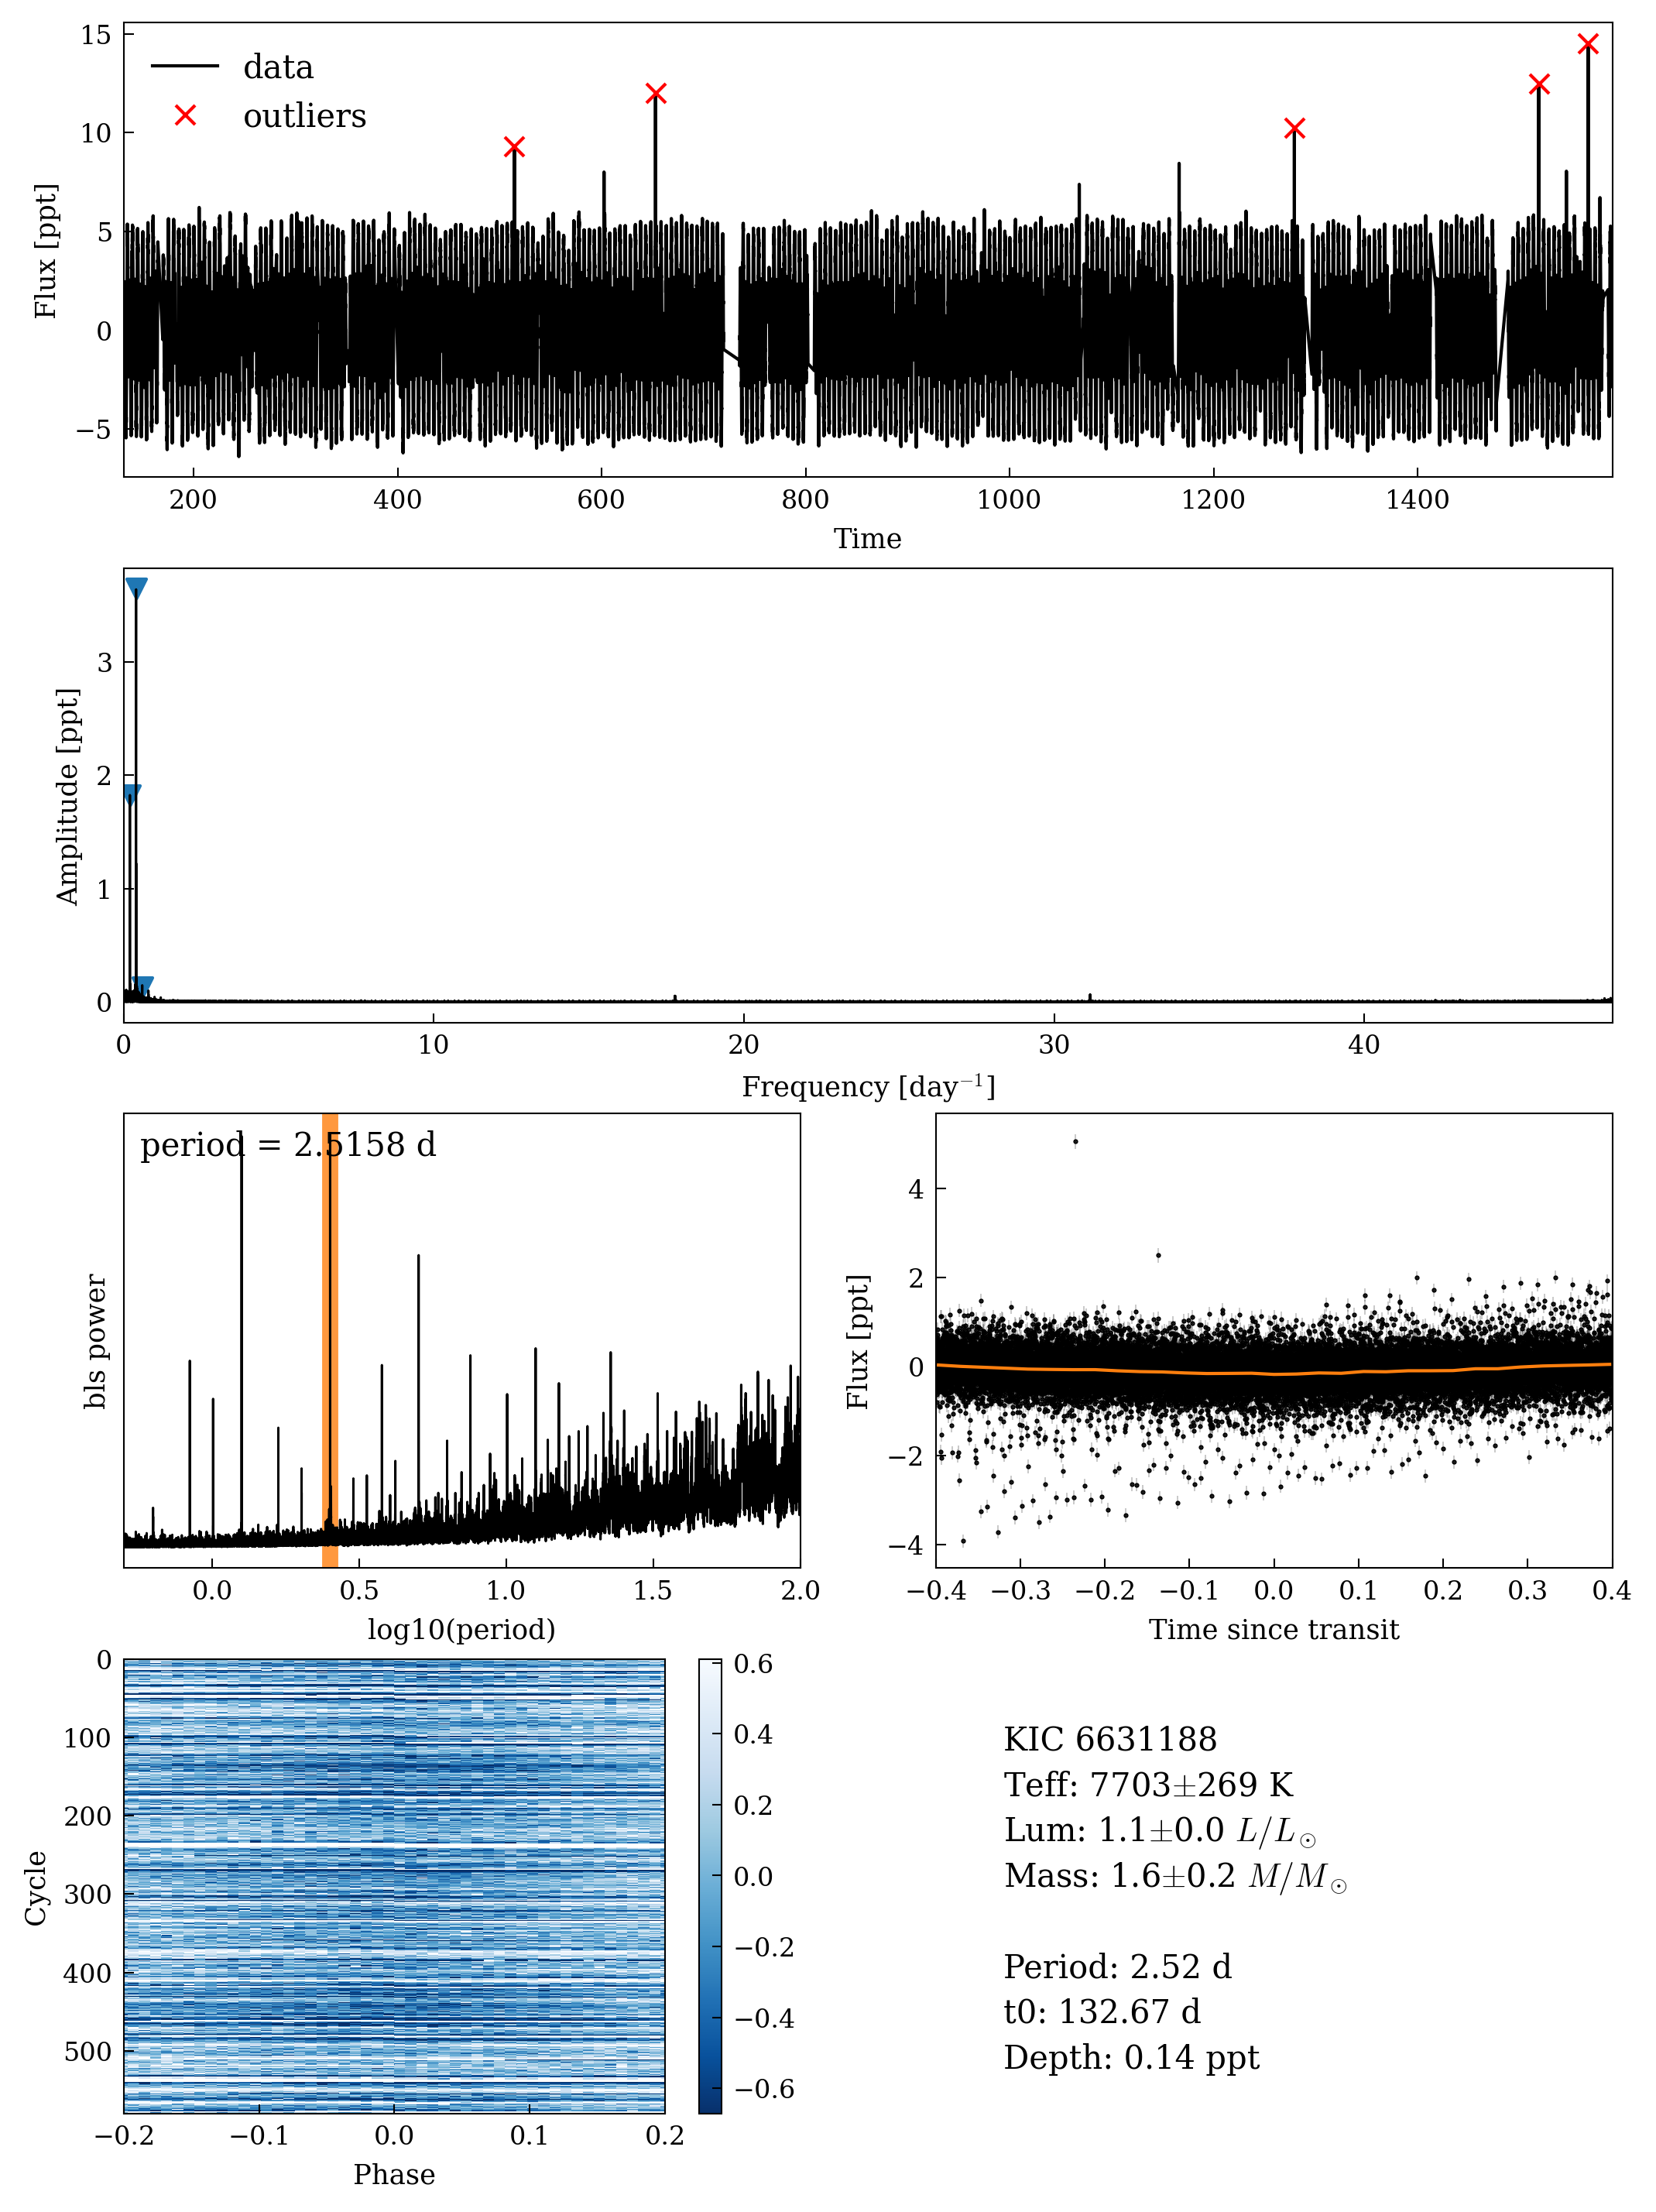 15
10
5
0
−5
Flux [ppt]
data
outliers
200 400 600 800 1000 1200 1400
Time
3
2
1
0
Amplitude [ppt]
0 10 20 30 40
Frequency [day⁻¹]
period = 2.5158 d
bls power
0.0 0.5 1.0 1.5 2.0
log10(period)
4
2
0
−2
−4
Flux [ppt]
−0.4 −0.3 −0.2 −0.1 0.0 0.1 0.2 0.3 0.4
Time since transit
0
100
200
300
400
500
Cycle
−0.2 −0.1 0.0 0.1 0.2
Phase
0.6
0.4
0.2
0.0
−0.2
−0.4
−0.6
KIC 6631188
Teff: 7703±269 K
Lum: 1.1±0.0 L/L☉
Mass: 1.6±0.2 M/M☉
Period: 2.52 d
t0: 132.67 d
Depth: 0.14 ppt